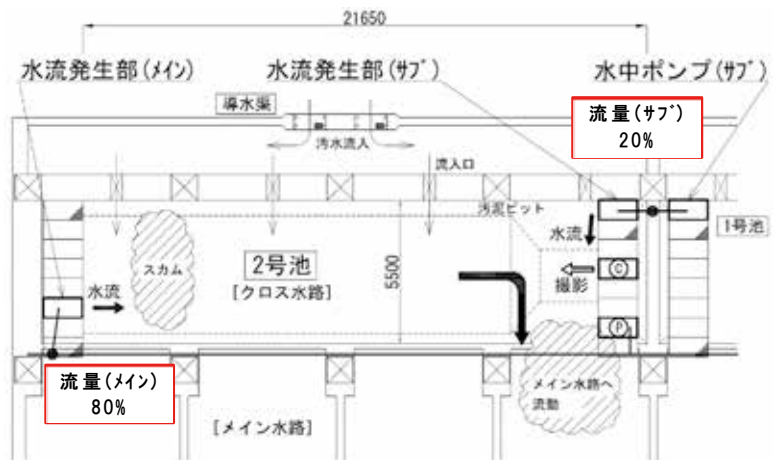 21650
水流発生部(メイン)
水流発生部(サブ)
水中ポンプ(サブ)
導水渠
流量(サブ)
20%
汚水流入
流入口
汚泥ピット
1号池
水流
スカム
2号池
[クロス水路]
5500
C
撮影
水流
P
流量(メイン)
80%
メイン水路へ
流動
[メイン水路]